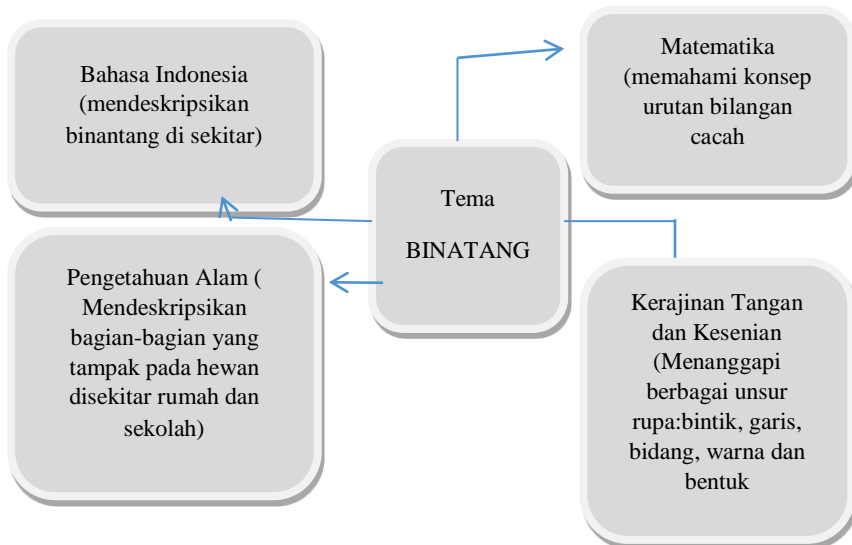 Bahasa Indonesia
(mendeskripsikan
binantang di sekitar)
Matematika
(memahami konsep
urutan bilangan
cacah
Tema
BINATANG
Pengetahuan Alam (
Mendeskripsikan
bagian-bagian yang
tampak pada hewan
disekitar rumah dan
sekolah)
Kerajinan Tangan
dan Kesenian
(Menanggapi
berbagai unsur
rupa:bintik, garis,
bidang, warna dan
bentuk